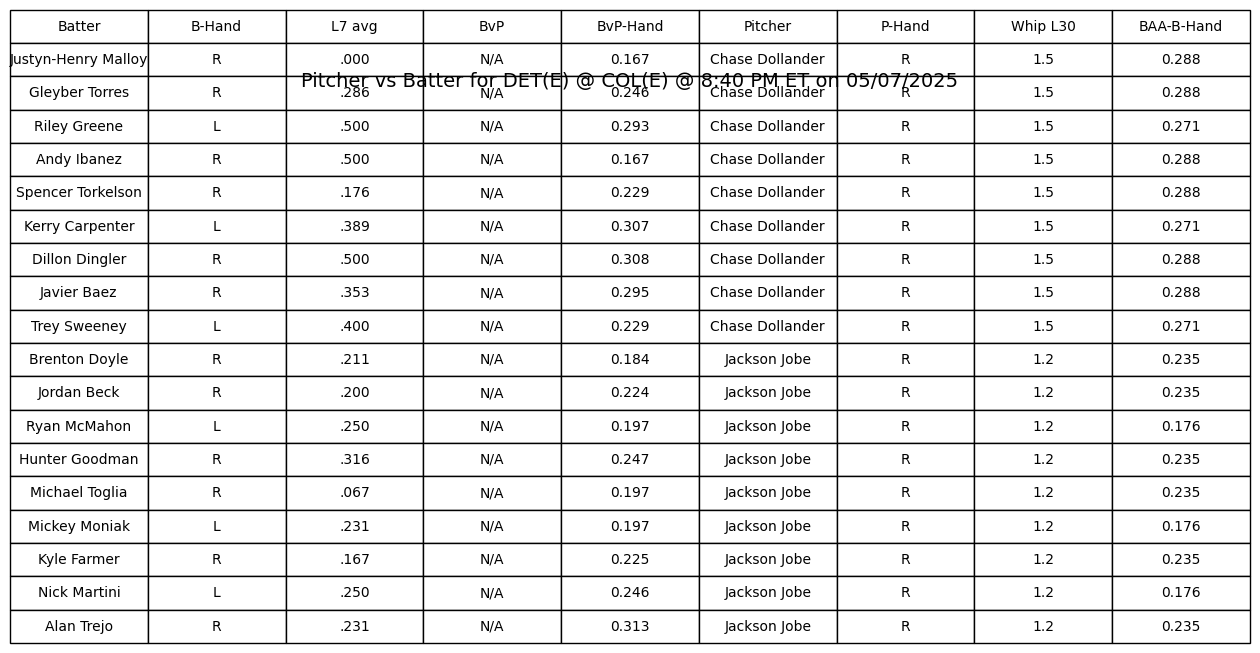 Batter B-Hand L7 avg BvP BvP-Hand Pitcher P-Hand Whip L30 BAA-B-Hand
Justyn-Henry Malloy R .000 N/A 0.167 Chase Dollander R 1.5 0.288
Pitcher vs Batter for DET(E) @ COL(E) @ 8:40 PM ET on 05/07/2025
Gleyber Torres R .286 N/A 0.246 Chase Dollander R 1.5 0.288
Riley Greene L .500 N/A 0.293 Chase Dollander R 1.5 0.271
Andy Ibanez R .500 N/A 0.167 Chase Dollander R 1.5 0.288
Spencer Torkelson R .176 N/A 0.229 Chase Dollander R 1.5 0.288
Kerry Carpenter L .389 N/A 0.307 Chase Dollander R 1.5 0.271
Dillon Dingler R .500 N/A 0.308 Chase Dollander R 1.5 0.288
Javier Baez R .353 N/A 0.295 Chase Dollander R 1.5 0.288
Trey Sweeney L .400 N/A 0.229 Chase Dollander R 1.5 0.271
Brenton Doyle R .211 N/A 0.184 Jackson Jobe R 1.2 0.235
Jordan Beck R .200 N/A 0.224 Jackson Jobe R 1.2 0.235
Ryan McMahon L .250 N/A 0.197 Jackson Jobe R 1.2 0.176
Hunter Goodman R .316 N/A 0.247 Jackson Jobe R 1.2 0.235
Michael Toglia R .067 N/A 0.197 Jackson Jobe R 1.2 0.235
Mickey Moniak L .231 N/A 0.197 Jackson Jobe R 1.2 0.176
Kyle Farmer R .167 N/A 0.225 Jackson Jobe R 1.2 0.235
Nick Martini L .250 N/A 0.246 Jackson Jobe R 1.2 0.176
Alan Trejo R .231 N/A 0.313 Jackson Jobe R 1.2 0.235